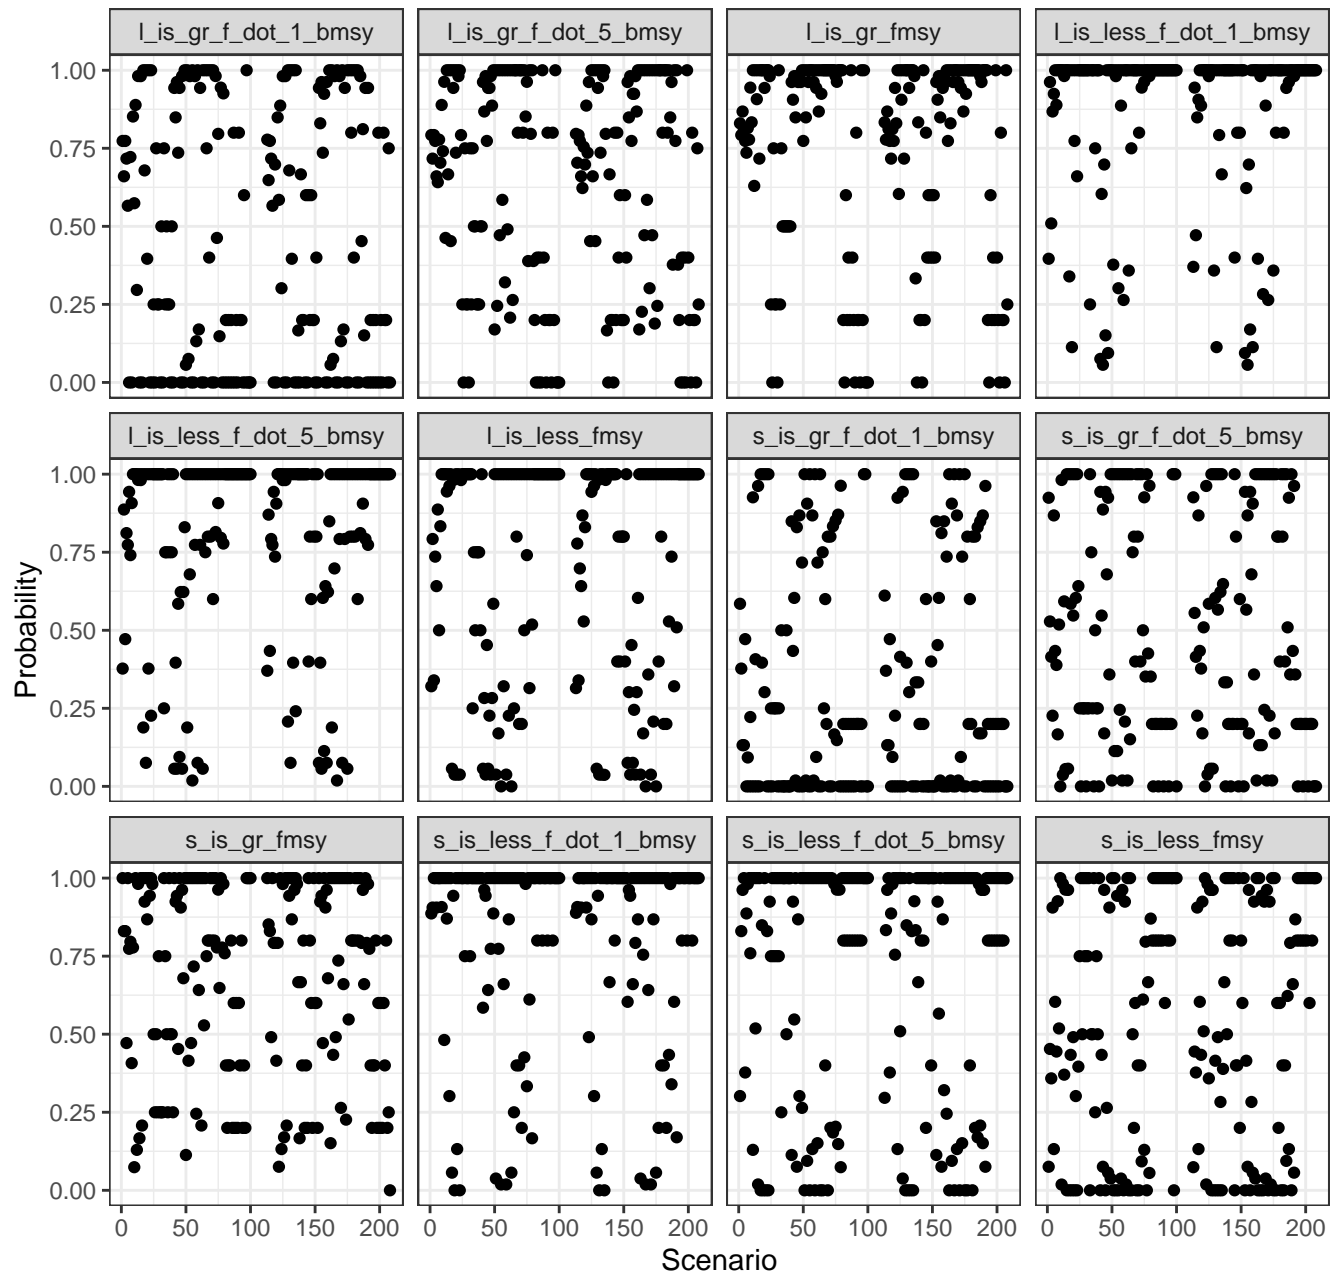 l_is_gr_f_dot_1_bmsy l_is_gr_f_dot_5_bmsy l_is_gr_fmsy l_is_less_f_dot_1_bmsy
1.00
0.75
0.50
0.25
0.00
l_is_less_f_dot_5_bmsy l_is_less_fmsy s_is_gr_f_dot_1_bmsy s_is_gr_f_dot_5_bmsy
1.00
0.75
0.50
0.25
0.00
Probability
s_is_gr_fmsy s_is_less_f_dot_1_bmsy s_is_less_f_dot_5_bmsy s_is_less_fmsy
1.00
0.75
0.50
0.25
0.00
0 50 100 150 200 0 50 100 150 200 0 50 100 150 200 0 50 100 150 200
Scenario